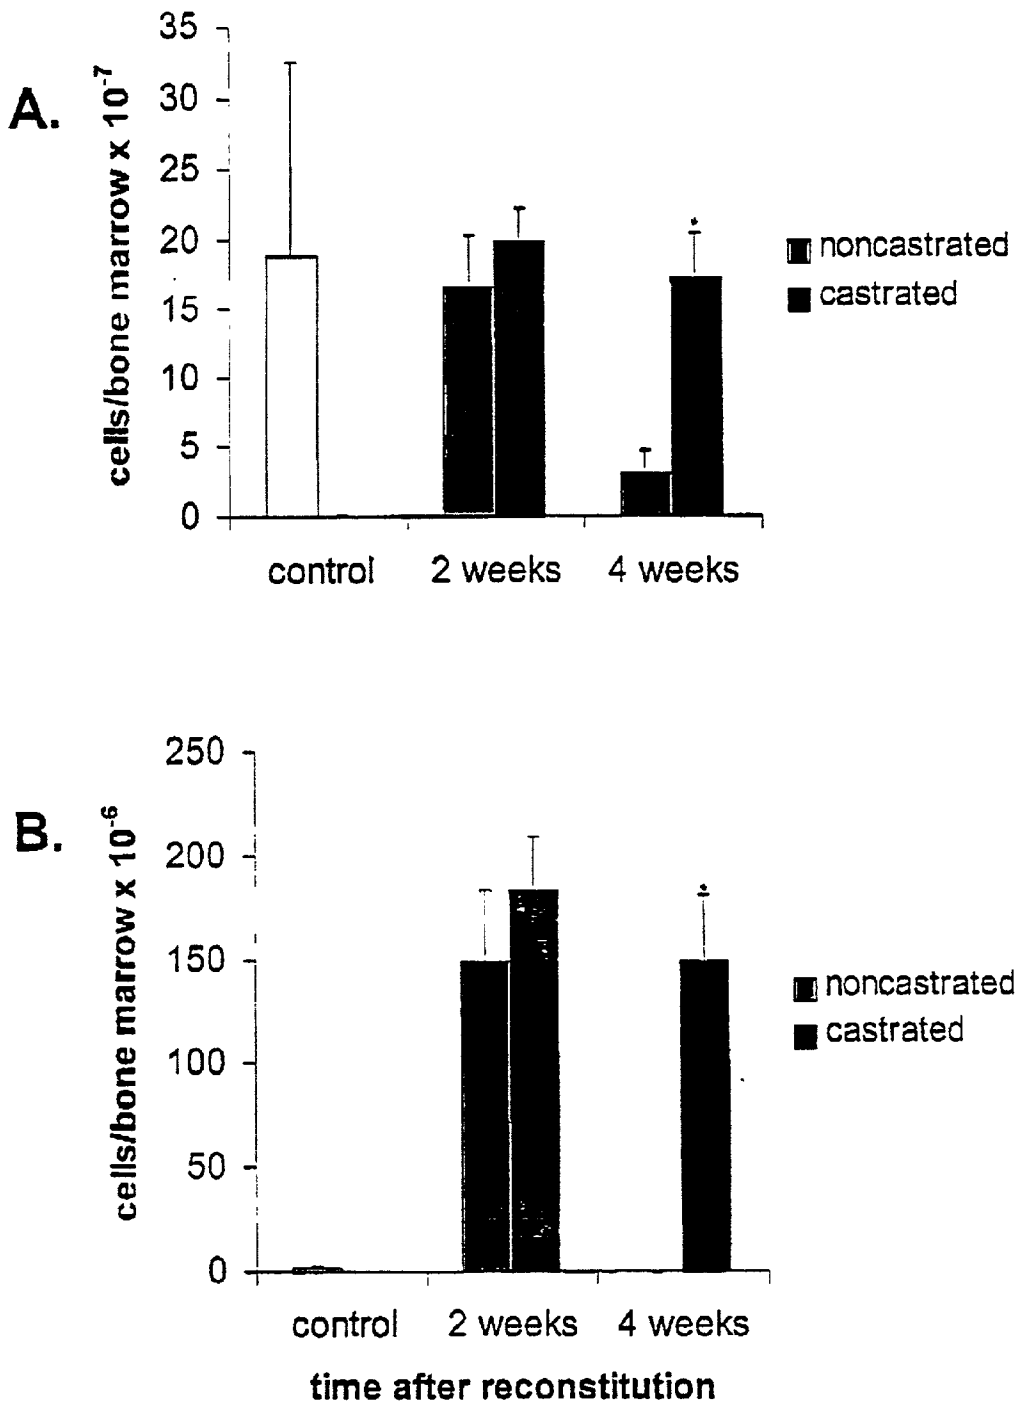 A.
cells/bone marrow x 10-7
35
30
25
20
15
10
5
0
control
2 weeks
4 weeks
*
noncastrated
castrated
B.
cells/bone marrow x 10-6
250
200
150
100
50
0
control
2 weeks
4 weeks
*
noncastrated
castrated
time after reconstitution